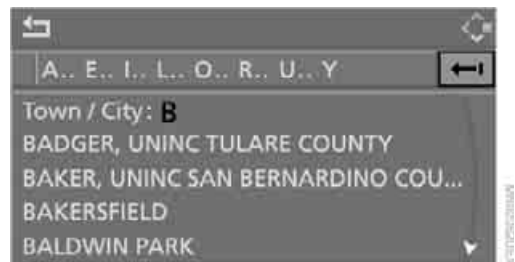 A.. E.. I.. L.. O.. R.. U.. Y
Town / City: B
BADGER, UNINC TULARE COUNTY
BAKER, UNINC SAN BERNARDINO COU...
BAKERSFIELD
BALDWIN PARK